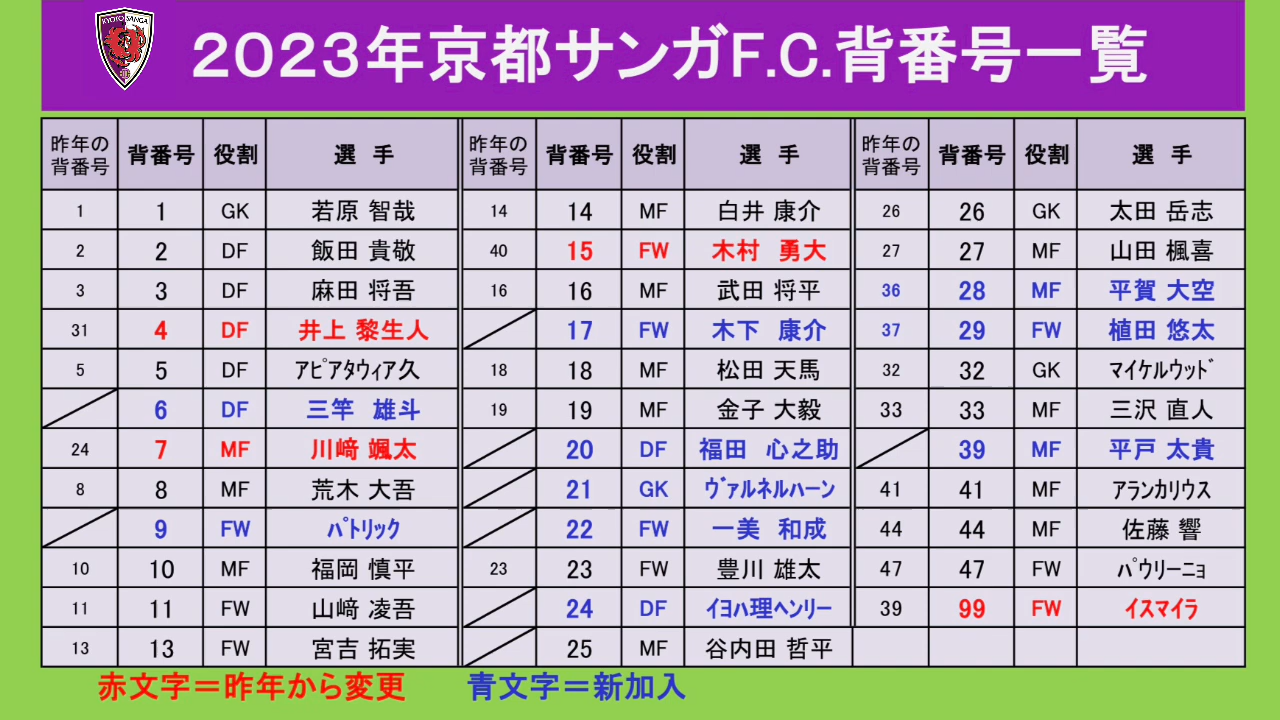 KYOTO SANGA
2023年京都サンガF.C.背番号一覧
昨年の背番号 背番号 役割 選 手 昨年の背番号 背番号 役割 選 手 昨年の背番号 背番号 役割 選 手
1 1 GK 若原 智哉 14 14 MF 白井 康介 26 26 GK 太田 岳志
2 2 DF 飯田 貴敬 40 15 FW 木村 勇大 27 27 MF 山田 楓喜
3 3 DF 麻田 将吾 16 16 MF 武田 将平 36 28 MF 平賀 大空
31 4 DF 井上 黎生人 17 FW 木下 康介 37 29 FW 植田 悠太
5 5 DF ｱﾋﾟｱﾀｳｨｱ久 18 18 MF 松田 天馬 32 32 GK ﾏｲｹﾙｳｯﾄﾞ
6 DF 三竿 雄斗 19 19 MF 金子 大毅 33 33 MF 三沢 直人
24 7 MF 川﨑 颯太 20 DF 福田 心之助 39 MF 平戸 太貴
8 8 MF 荒木 大吾 21 GK ｳﾞｧﾙﾈﾙﾊｰﾝ 41 41 MF ｱﾗﾝｶﾘｳｽ
9 FW ﾊﾟﾄﾘｯｸ 22 FW 一美 和成 44 44 MF 佐藤 響
10 10 MF 福岡 慎平 23 23 FW 豊川 雄太 47 47 FW ﾊﾟｳﾘｰﾆｮ
11 11 FW 山﨑 凌吾 24 DF ｲﾖﾊ理ﾍﾝﾘｰ 39 99 FW ｲｽﾏｲﾗ
13 13 FW 宮吉 拓実 25 MF 谷内田 哲平
赤文字＝昨年から変更 青文字＝新加入